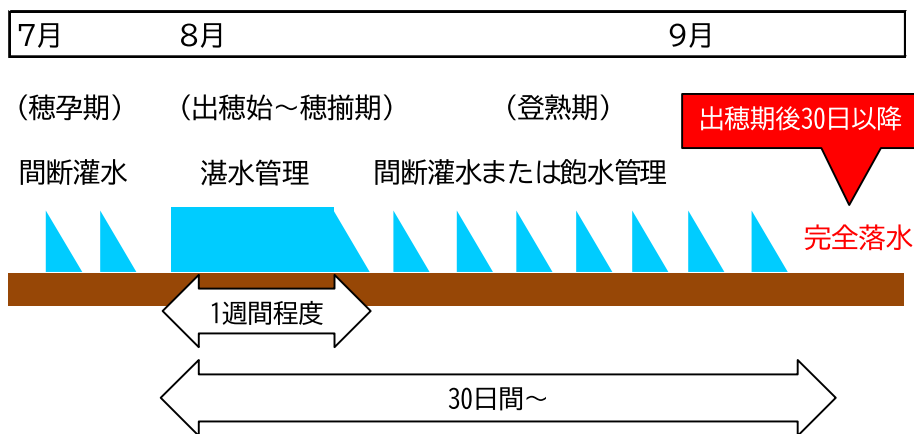 7月 8月 9月
（穂孕期） （出穂始～穂揃期） （登熟期） 出穂期後30日以降
間断灌水 湛水管理 間断灌水または飽水管理
完全落水
1週間程度
30日間～